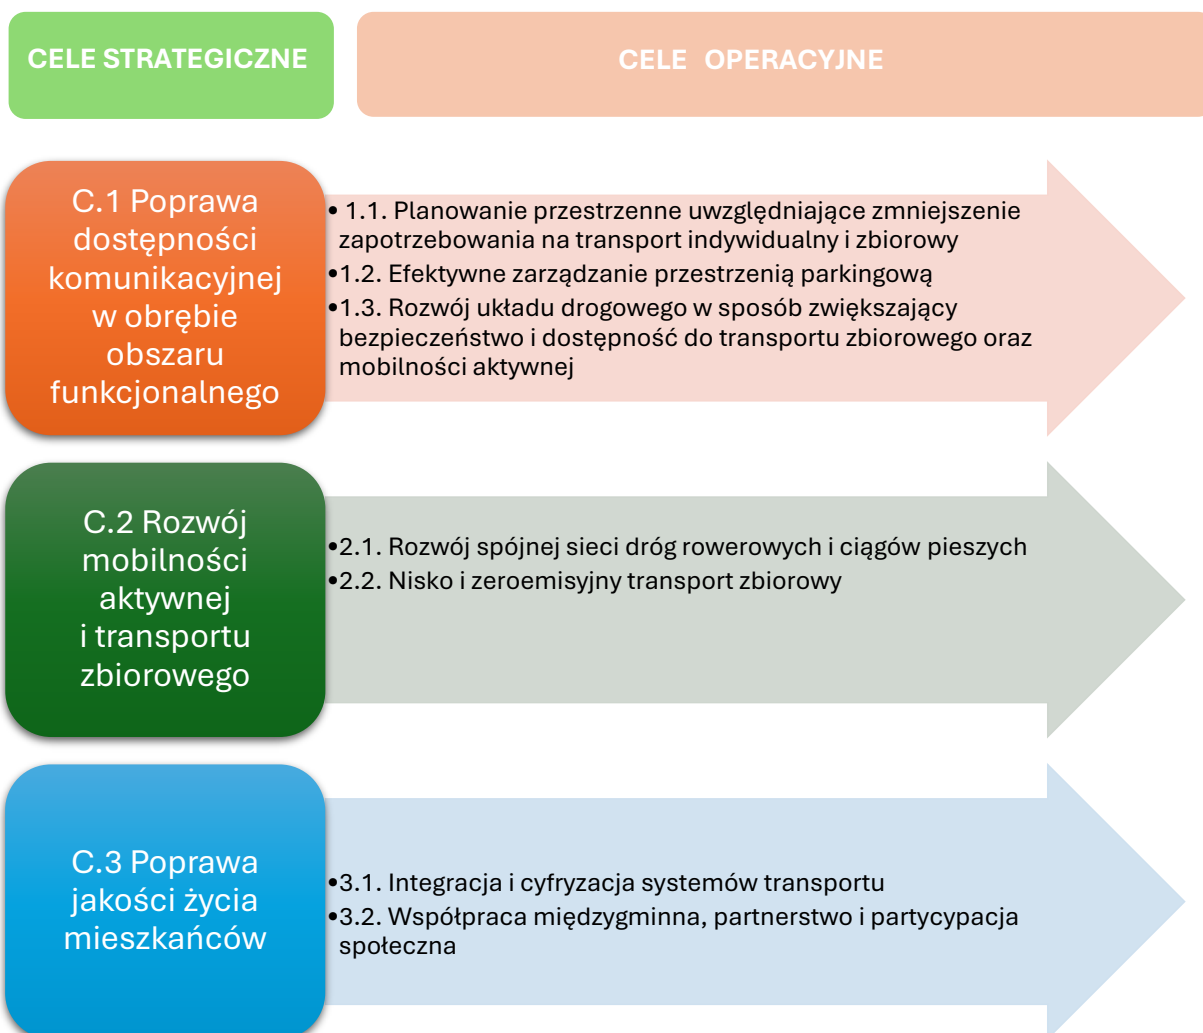 CELE STRATEGICZNE
CELE OPERACYJNE
C.1 Poprawa
dostępności
komunikacyjnej
w obrębie
obszaru
funkcjonalnego
• 1.1. Planowanie przestrzenne uwzględniające zmniejszenie
zapotrzebowania na transport indywidualny i zbiorowy
•1.2. Efektywne zarządzanie przestrzenią parkingową
•1.3. Rozwój układu drogowego w sposób zwiększający
bezpieczeństwo i dostępność do transportu zbiorowego oraz
mobilności aktywnej
C.2 Rozwój
mobilności
aktywnej
i transportu
zbiorowego
•2.1. Rozwój spójnej sieci dróg rowerowych i ciągów pieszych
•2.2. Nisko i zeroemisyjny transport zbiorowy
C.3 Poprawa
jakości życia
mieszkańców
•3.1. Integracja i cyfryzacja systemów transportu
•3.2. Współpraca międzygminna, partnerstwo i partycypacja
społeczna